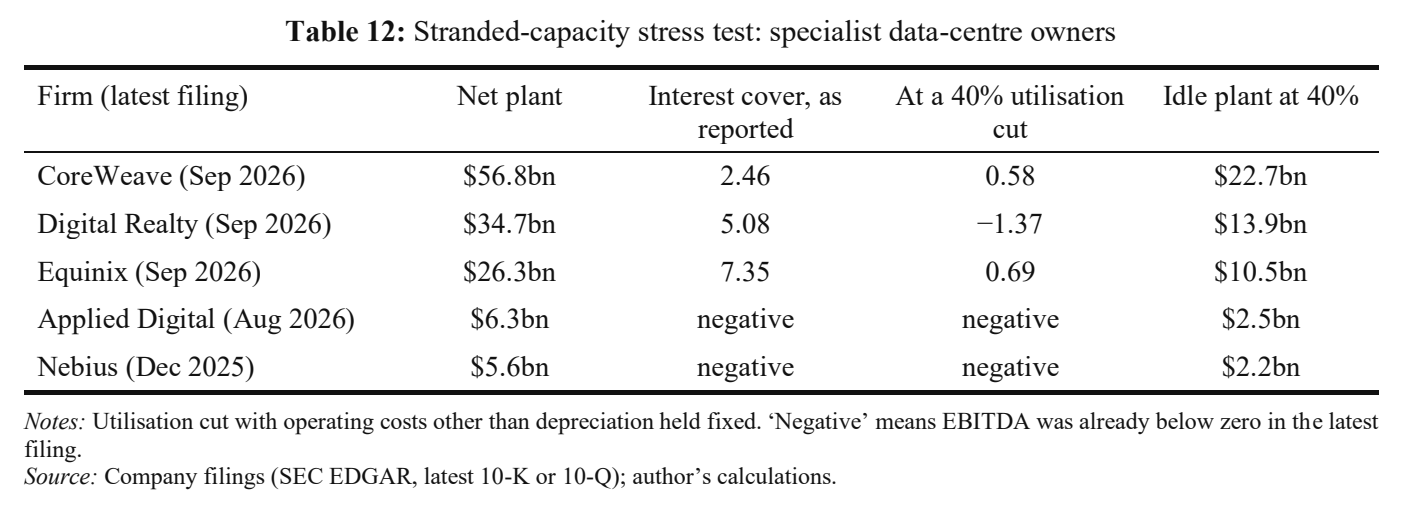 Table 12: Stranded-capacity stress test: specialist data-centre owners
Firm (latest filing) Net plant Interest cover, as reported At a 40% utilisation cut Idle plant at 40%
CoreWeave (Sep 2026) $56.8bn 2.46 0.58 $22.7bn
Digital Realty (Sep 2026) $34.7bn 5.08 −1.37 $13.9bn
Equinix (Sep 2026) $26.3bn 7.35 0.69 $10.5bn
Applied Digital (Aug 2026) $6.3bn negative negative $2.5bn
Nebius (Dec 2025) $5.6bn negative negative $2.2bn
Notes: Utilisation cut with operating costs other than depreciation held fixed. ‘Negative’ means EBITDA was already below zero in the latest
filing.
Source: Company filings (SEC EDGAR, latest 10-K or 10-Q); author’s calculations.